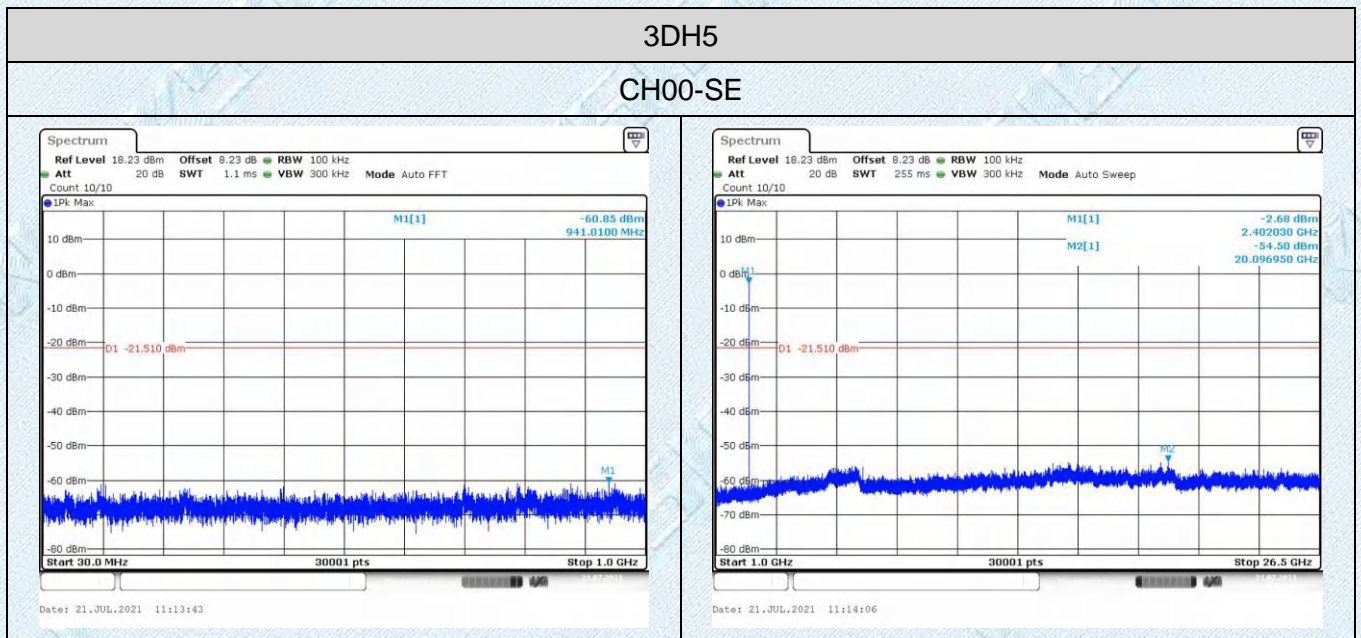 3DH5
CH00-SE
Spectrum
Ref Level 18.23 dBm Offset 8.23 dB RBW 100 kHz
Att 20 dB SWT 1.1 ms VBW 300 kHz Mode Auto FFT
Count 10/10
1Pk Max
M1[1] -60.85 dBm
941.0100 MHz
10 dBm
0 dBm
-10 dBm
-20 dBm
D1 -21.510 dBm
-30 dBm
-40 dBm
-50 dBm
M1
-60 dBm
-70 dBm
-80 dBm
Start 30.0 MHz 30001 pts Stop 1.0 GHz
Date: 21.JUL.2021 11:13:43
Spectrum
Ref Level 18.23 dBm Offset 8.23 dB RBW 100 kHz
Att 20 dB SWT 255 ms VBW 300 kHz Mode Auto Sweep
Count 10/10
1Pk Max
M1[1] -2.68 dBm
2.402030 GHz
10 dBm
M2[1] -54.50 dBm
20.096950 GHz
0 dBm
M1
-10 dBm
-20 dBm
D1 -21.510 dBm
-30 dBm
-40 dBm
-50 dBm
M2
-60 dBm
-70 dBm
-80 dBm
Start 1.0 GHz 30001 pts Stop 26.5 GHz
Date: 21.JUL.2021 11:14:06